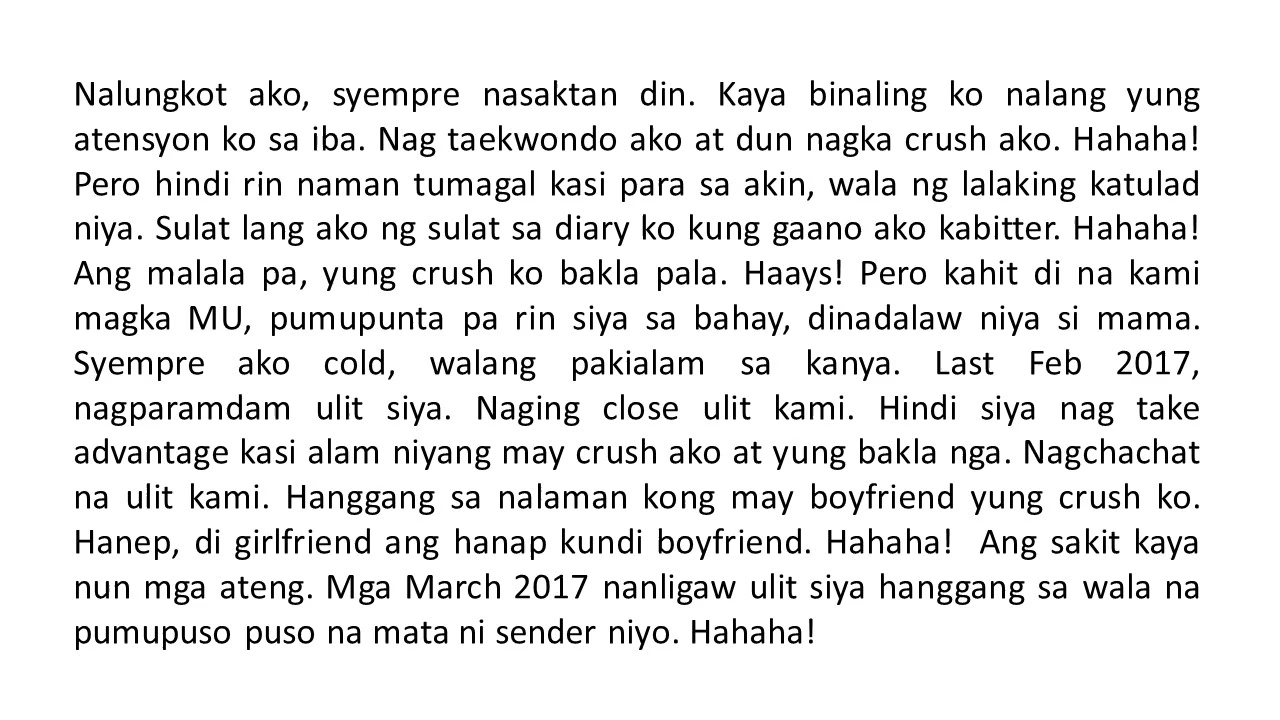 Nalungkot ako, syempre nasaktan din. Kaya binaling ko nalang yung
atensyon ko sa iba. Nag taekwondo ako at dun nagka crush ako. Hahaha!
Pero hindi rin naman tumagal kasi para sa akin, wala ng lalaking katulad
niya. Sulat lang ako ng sulat sa diary ko kung gaano ako kabitter. Hahaha!
Ang malala pa, yung crush ko bakla pala. Haays! Pero kahit di na kami
magka MU, pumupunta pa rin siya sa bahay, dinadalaw niya si mama.
Syempre ako cold, walang pakialam sa kanya. Last Feb 2017,
nagparamdam ulit siya. Naging close ulit kami. Hindi siya nag take
advantage kasi alam niyang may crush ako at yung bakla nga. Nagchachat
na ulit kami. Hanggang sa nalaman kong may boyfriend yung crush ko.
Hanep, di girlfriend ang hanap kundi boyfriend. Hahaha!  Ang sakit kaya
nun mga ateng. Mga March 2017 nanligaw ulit siya hanggang sa wala na
pumupuso puso na mata ni sender niyo. Hahaha!